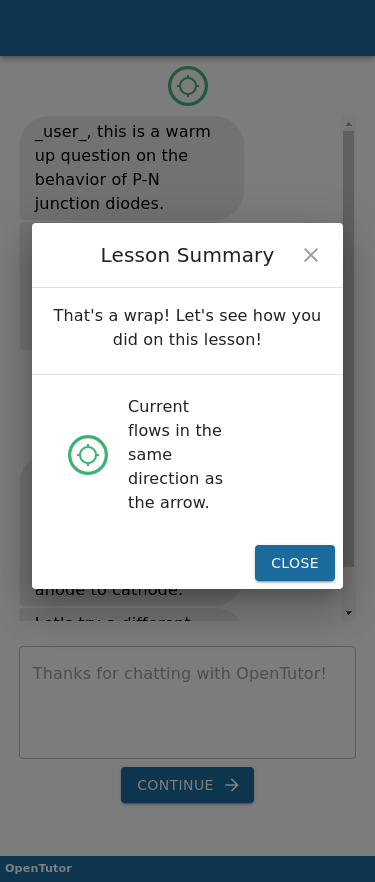 _user_, this is a warm
up question on the
behavior of P-N
junction diodes.
Lesson Summary
That's a wrap! Let's see how you
did on this lesson!
Current
flows in the
same
direction as
the arrow.
CLOSE
anode to cathode.
Let's try a different
Thanks for chatting with OpenTutor!
CONTINUE
OpenTutor